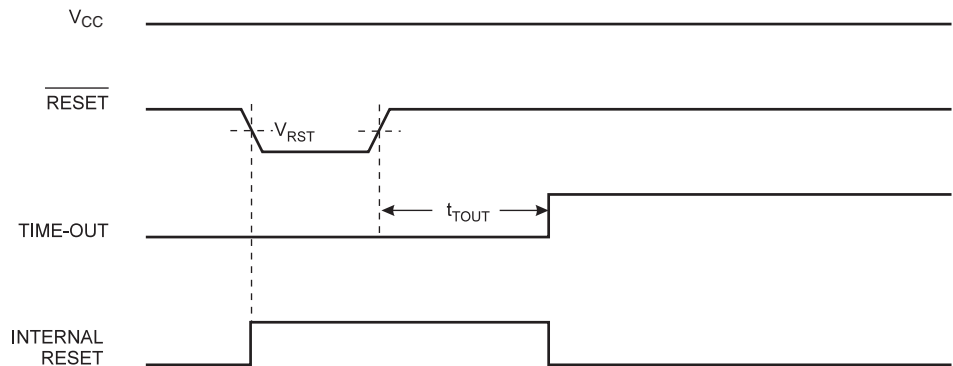 VCC
RESET
VRST
tTOUT
TIME-OUT
INTERNAL
RESET